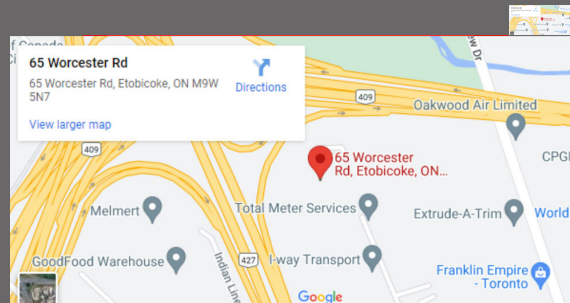 65 Worcester Rd
65 Worcester Rd, Etobicoke, ON M9W
5N7
Directions
View larger map
409
409
Oakwood Air Limited
65 Worcester
Rd, Etobicoke, ON...
CPG
Melmert
Total Meter Services
Extrude-A-Trim
World
GoodFood Warehouse
427
I-way Transport
Indian Line
Franklin Empire
- Toronto
Google